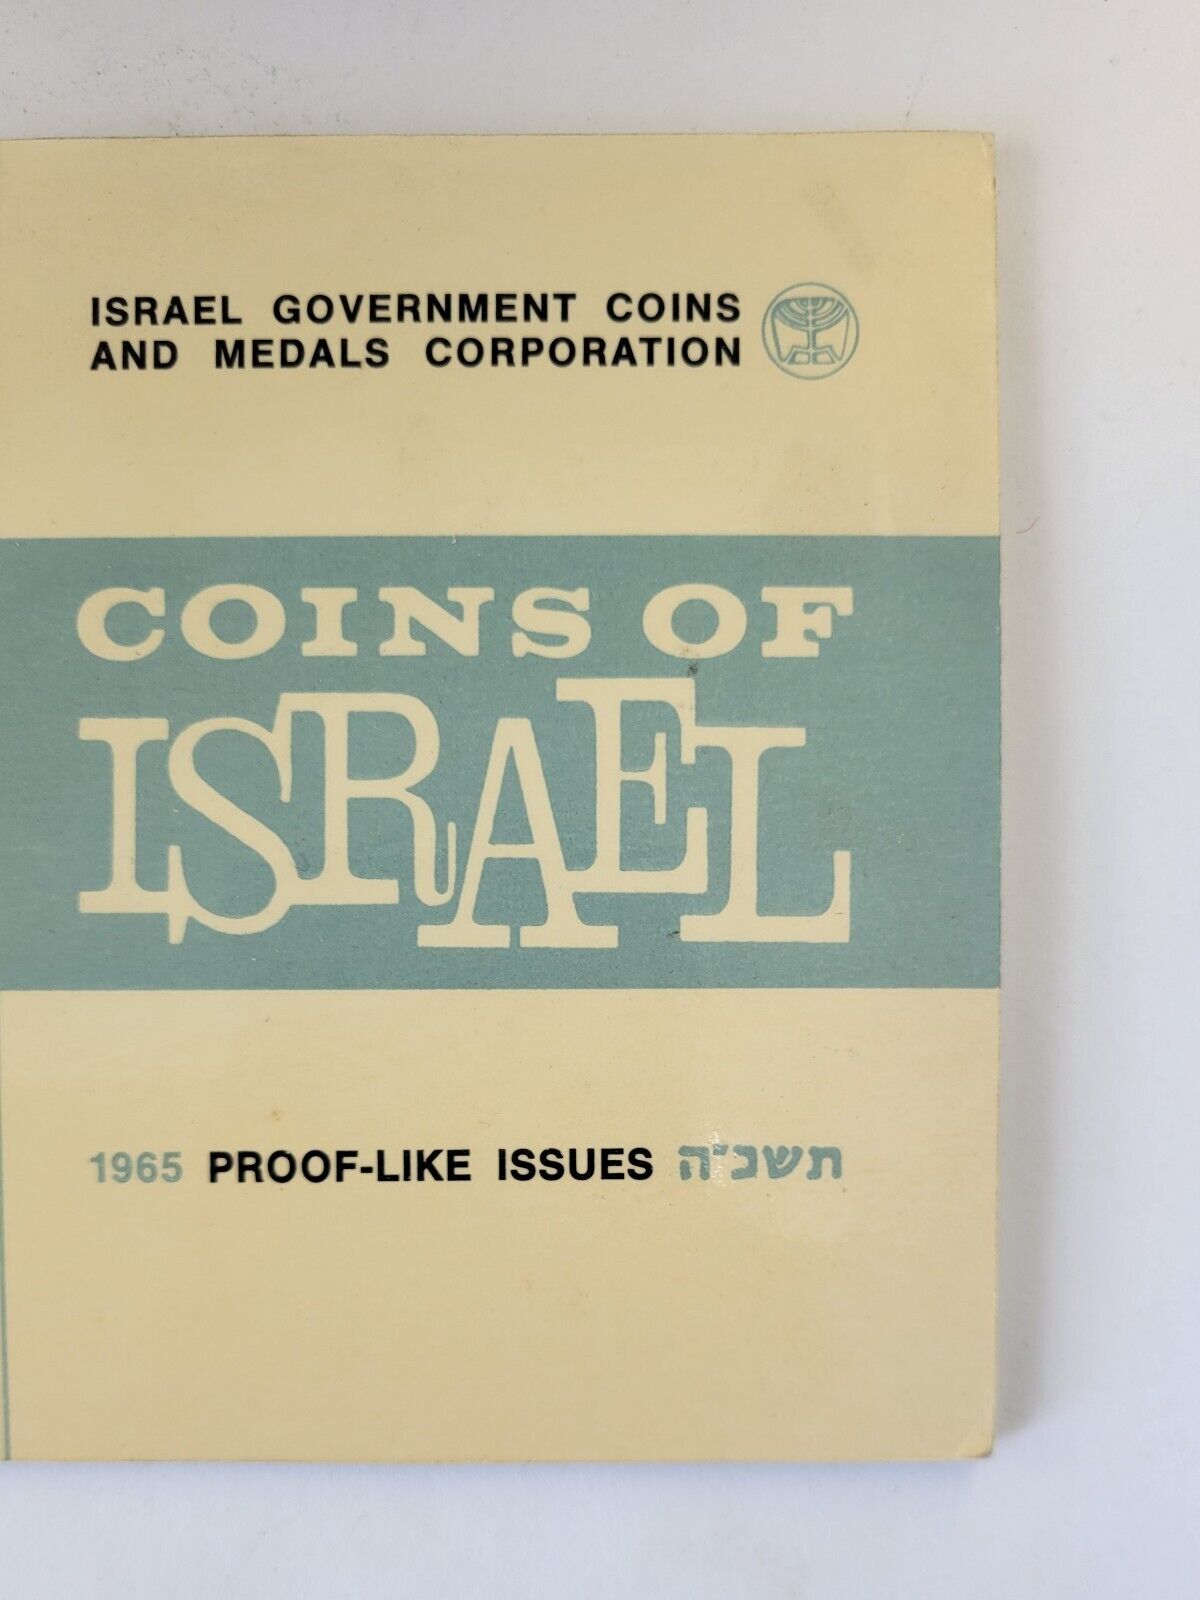 ISRAEL GOVERNMENT COINS
AND MEDALS CORPORATION
COINS OF
ISRAEL
1965 PROOF-LIKE ISSUES תשכ״ה